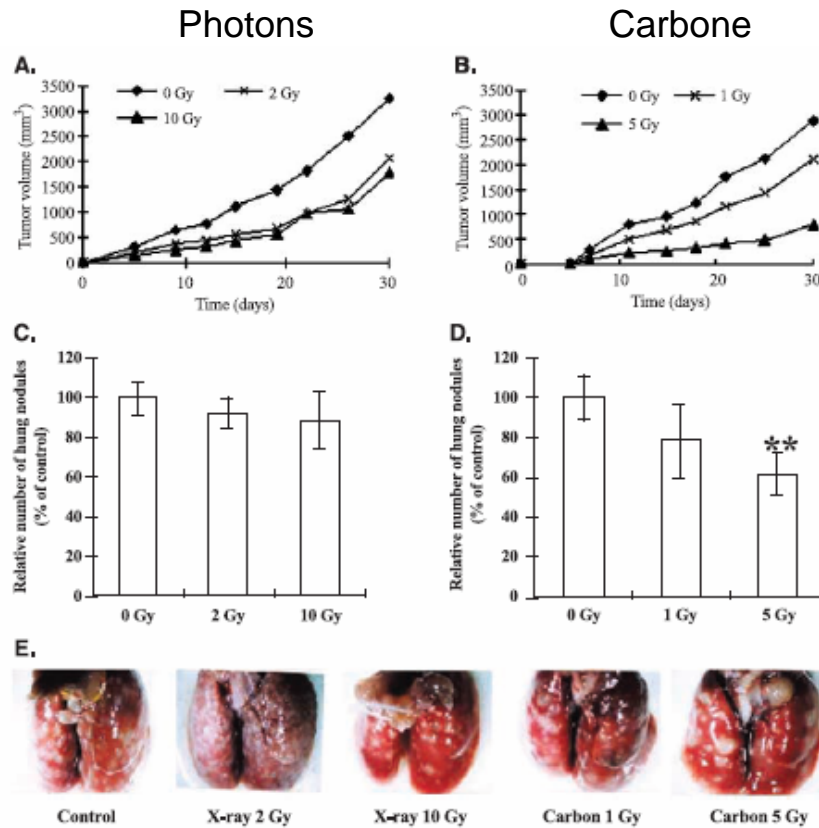 Photons Carbone
A.
3500
3000
2500
2000
1500
1000
500
0
Tumor volume (mm³)
0 Gy 2 Gy
10 Gy
0 10 20 30
Time (days)
B.
3500
3000
2500
2000
1500
1000
500
0
Tumor volume (mm³)
0 Gy 1 Gy
5 Gy
0 10 20 30
Time (days)
C.
120
100
80
60
40
20
0
Relative number of hung nodules
(% of control)
0 Gy 2 Gy 10 Gy
D.
120
100
80
60
40
20
0
Relative number of hung nodules
(% of control)
**
0 Gy 1 Gy 5 Gy
E.
Control X-ray 2 Gy X-ray 10 Gy Carbon 1 Gy Carbon 5 Gy